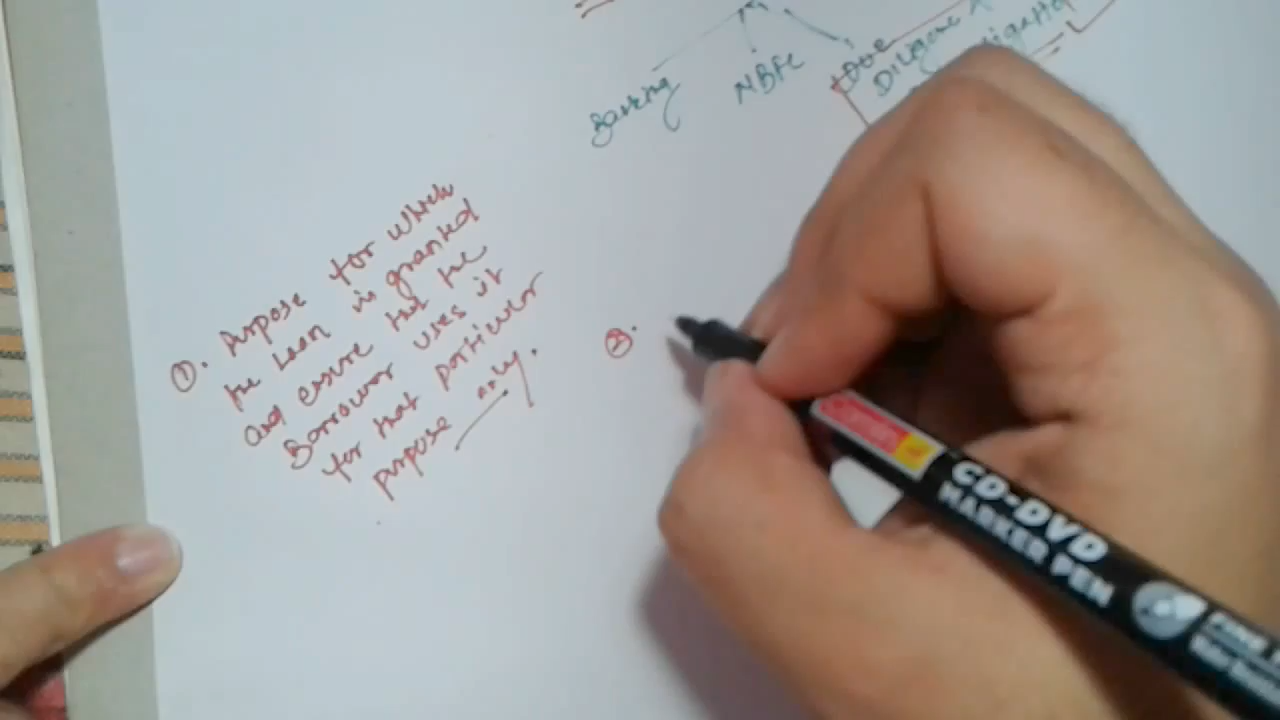 Banking
NBFC
Due
Diligence
①. Purpose for which
the loan is granted
and ensure that the
Borrower uses it
for that particular
purpose only.
②.
CD-DVD
MARKER PEN